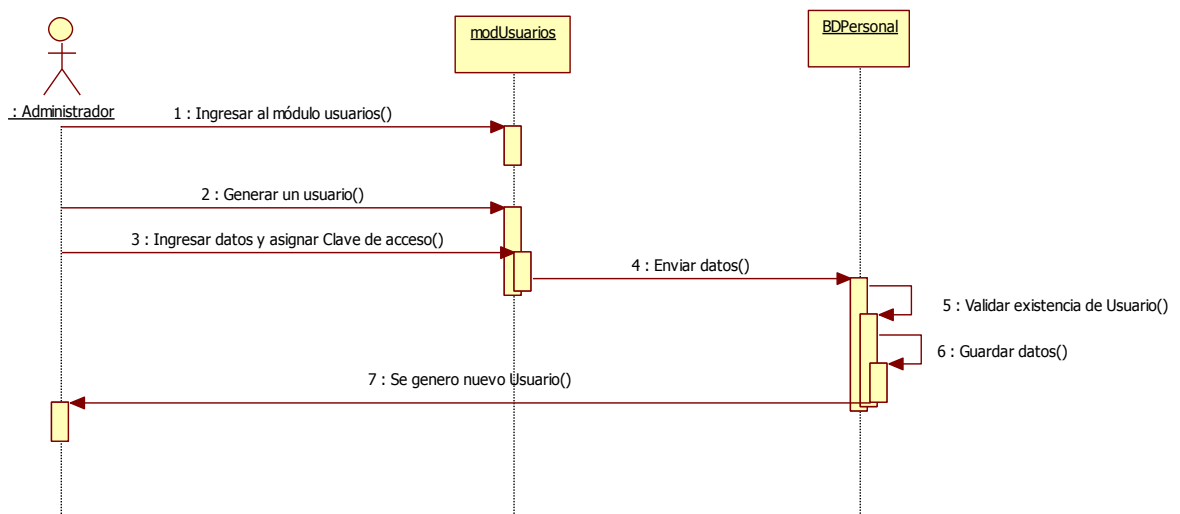 modUsuarios
BDPersonal
: Administrador
1 : Ingresar al módulo usuarios()
2 : Generar un usuario()
3 : Ingresar datos y asignar Clave de acceso()
4 : Enviar datos()
5 : Validar existencia de Usuario()
6 : Guardar datos()
7 : Se genero nuevo Usuario()